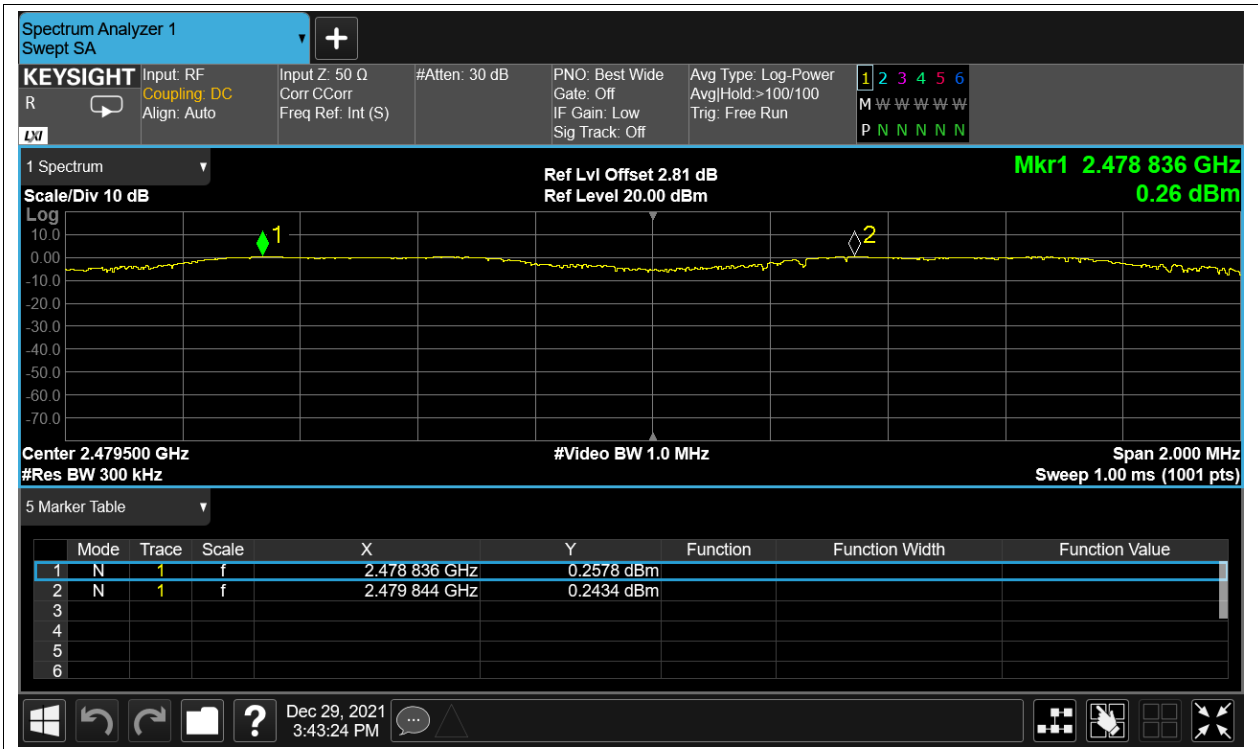 Spectrum Analyzer 1
Swept SA
+
KEYSIGHT Input: RF Input Z: 50 Ω #Atten: 30 dB PNO: Best Wide Avg Type: Log-Power 1 2 3 4 5 6
R Coupling: DC Corr CCorr Gate: Off Avg|Hold:>100/100 M W W W W W
Align: Auto Freq Ref: Int (S) IF Gain: Low Trig: Free Run
LXI Sig Track: Off P N N N N N
1 Spectrum Ref Lvl Offset 2.81 dB Mkr1 2.478 836 GHz
Scale/Div 10 dB Ref Level 20.00 dBm 0.26 dBm
Log
10.0 1 2
0.00
-10.0
-20.0
-30.0
-40.0
-50.0
-60.0
-70.0
Center 2.479500 GHz #Video BW 1.0 MHz Span 2.000 MHz
#Res BW 300 kHz Sweep 1.00 ms (1001 pts)
5 Marker Table
Mode Trace Scale X Y Function Function Width Function Value
1 N 1 f 2.478 836 GHz 0.2578 dBm
2 N 1 f 2.479 844 GHz 0.2434 dBm
3
4
5
6
? Dec 29, 2021
3:43:24 PM